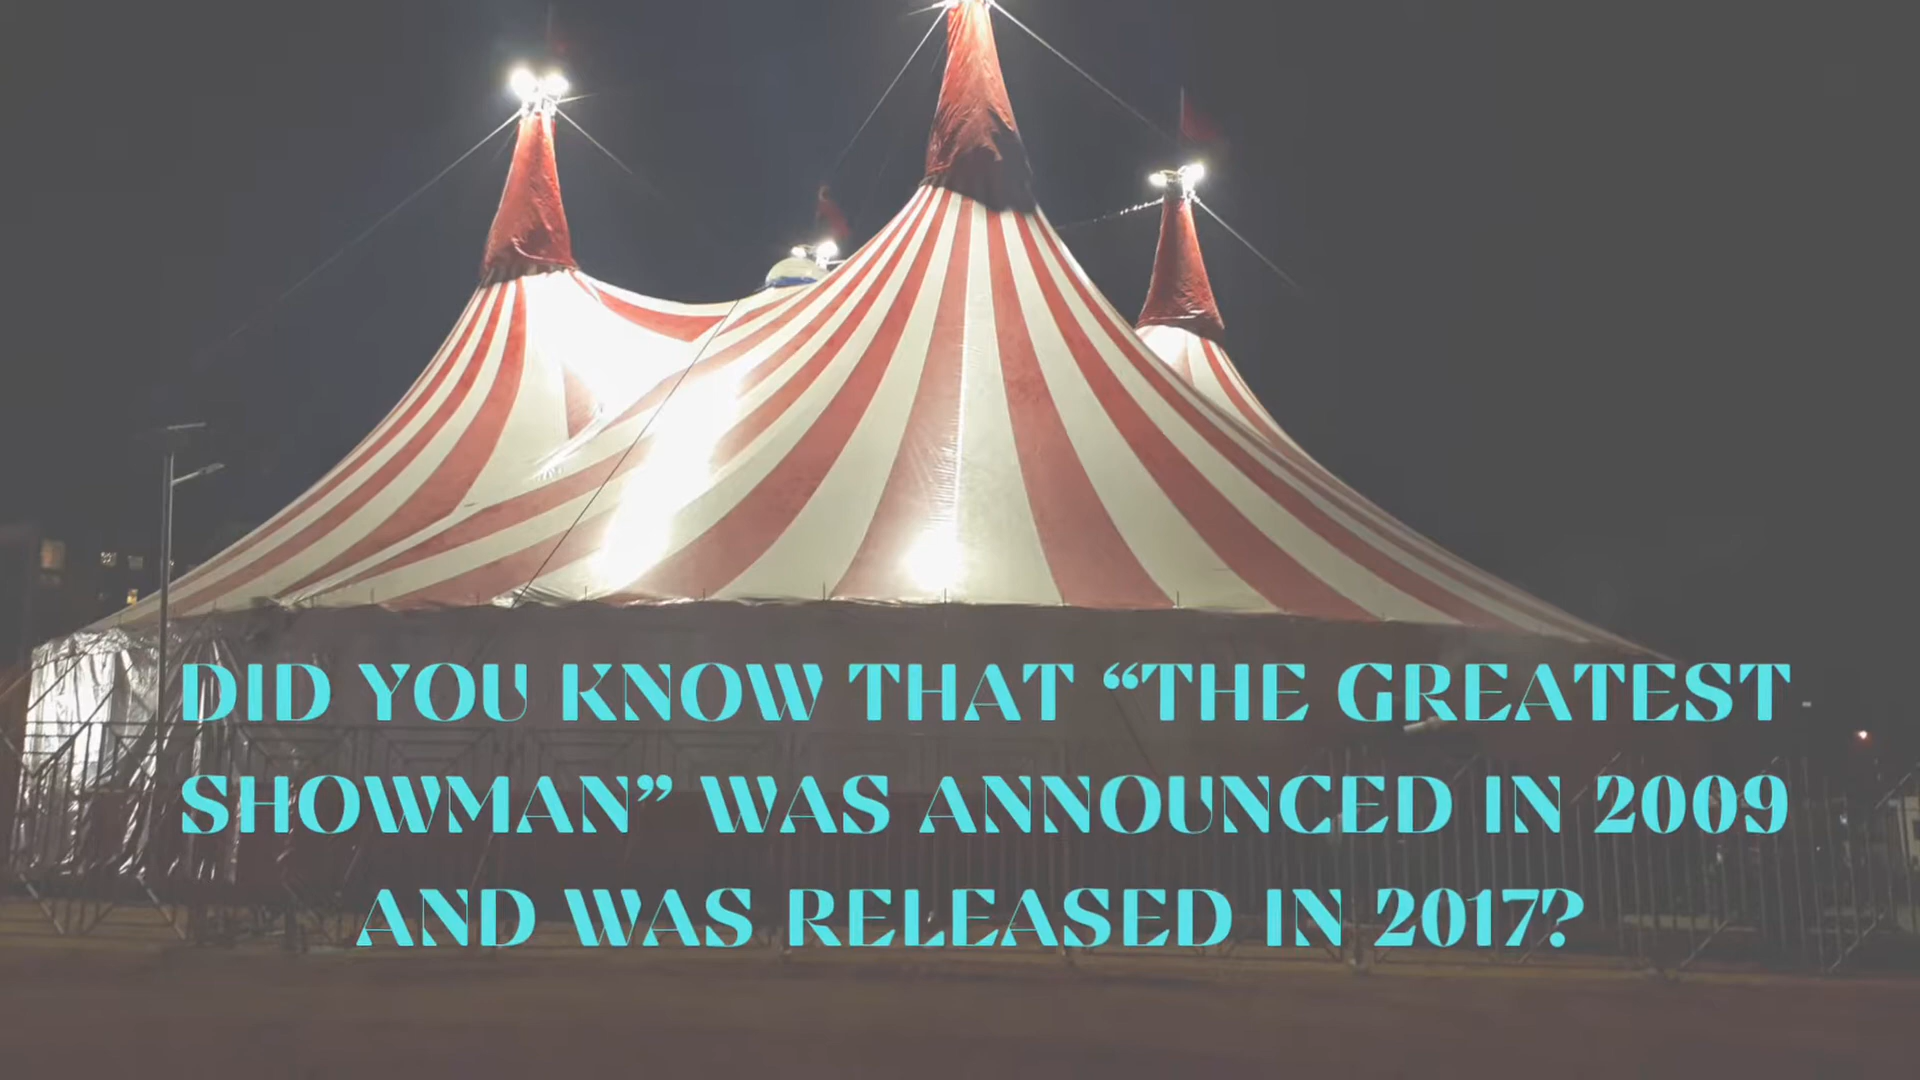 DID YOU KNOW THAT “THE GREATEST
SHOWMAN” WAS ANNOUNCED IN 2009
AND WAS RELEASED IN 2017?